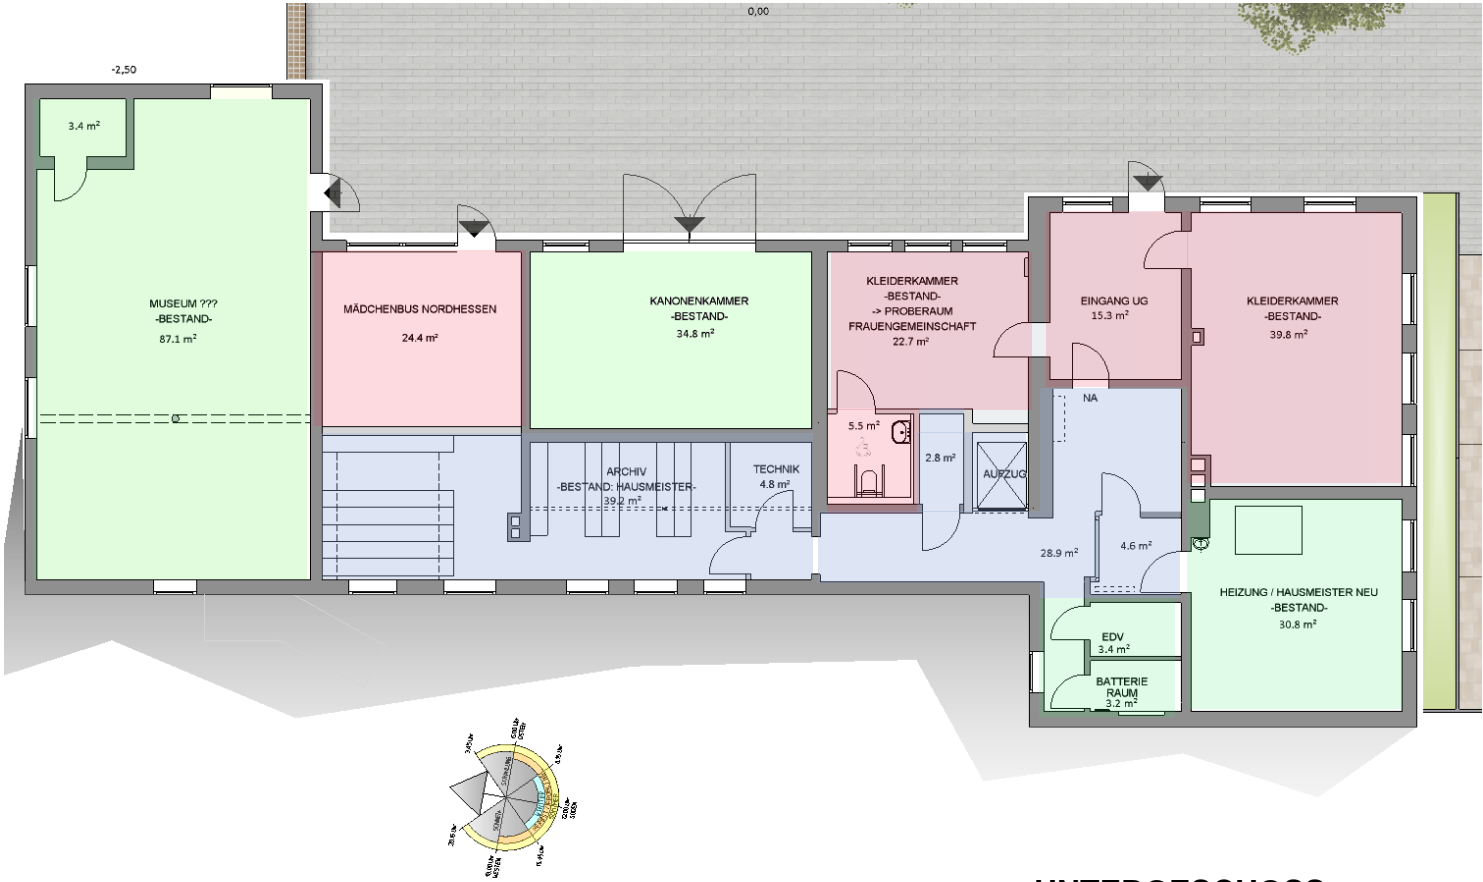 0,00
-2,50
3.4 m²
MUSEUM ???
-BESTAND-
87.1 m²
MÄDCHENBUS NORDHESSEN
24.4 m²
KANONENKAMMER
-BESTAND-
34.8 m²
KLEIDERKAMMER
-BESTAND-
-> PROBERAUM
FRAUENGEMEINSCHAFT
22.7 m²
EINGANG UG
15.3 m²
KLEIDERKAMMER
-BESTAND-
39.8 m²
NA
5.5 m²
2.8 m²
AUFZUG
ARCHIV
-BESTAND: HAUSMEISTER-
39.2 m²
TECHNIK
4.8 m²
28.9 m²
4.6 m²
HEIZUNG / HAUSMEISTER NEU
-BESTAND-
30.8 m²
EDV
3.4 m²
BATTERIE
RAUM
3.2 m²